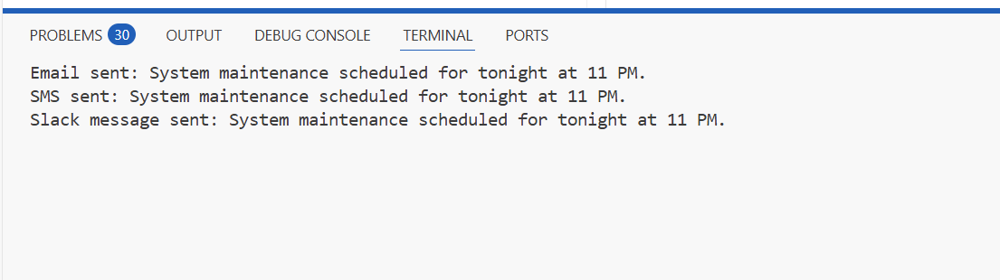 PROBLEMS 30 OUTPUT DEBUG CONSOLE TERMINAL PORTS
Email sent: System maintenance scheduled for tonight at 11 PM.
SMS sent: System maintenance scheduled for tonight at 11 PM.
Slack message sent: System maintenance scheduled for tonight at 11 PM.